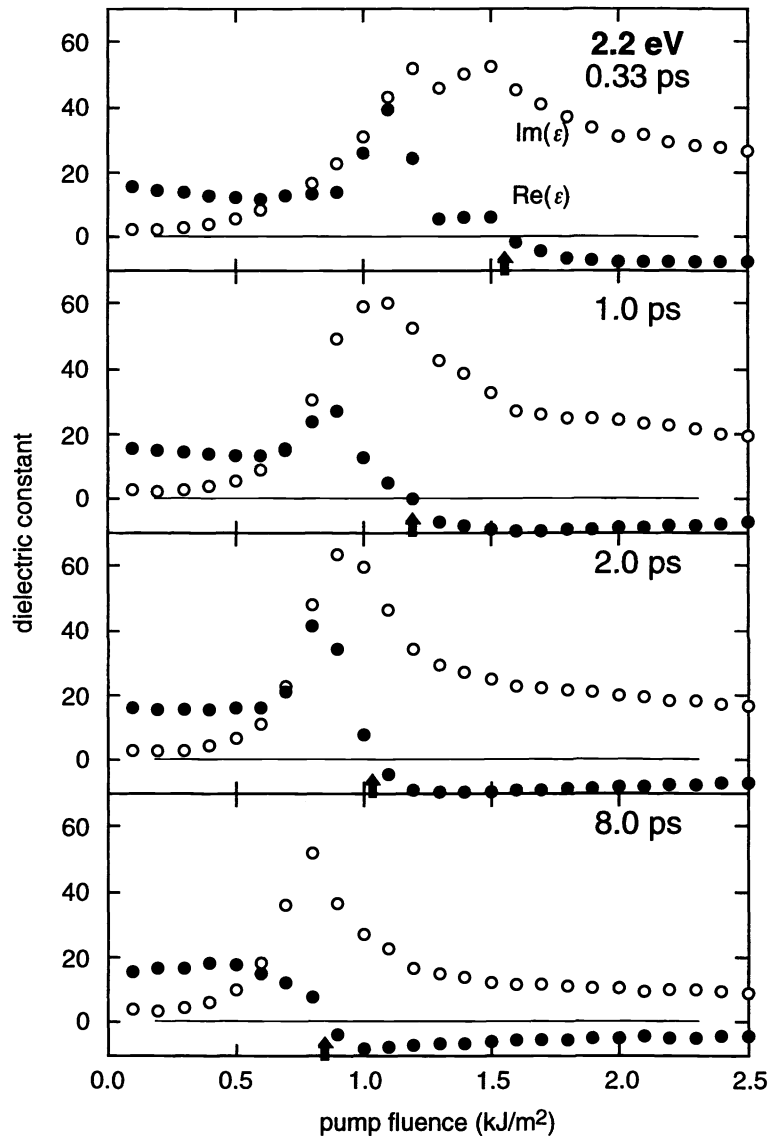 2.2 eV
0.33 ps
60
40
20
0
Im(ε)
Re(ε)
1.0 ps
60
40
20
0
2.0 ps
60
40
20
0
8.0 ps
60
40
20
0
dielectric constant
0.0 0.5 1.0 1.5 2.0 2.5
pump fluence (kJ/m²)